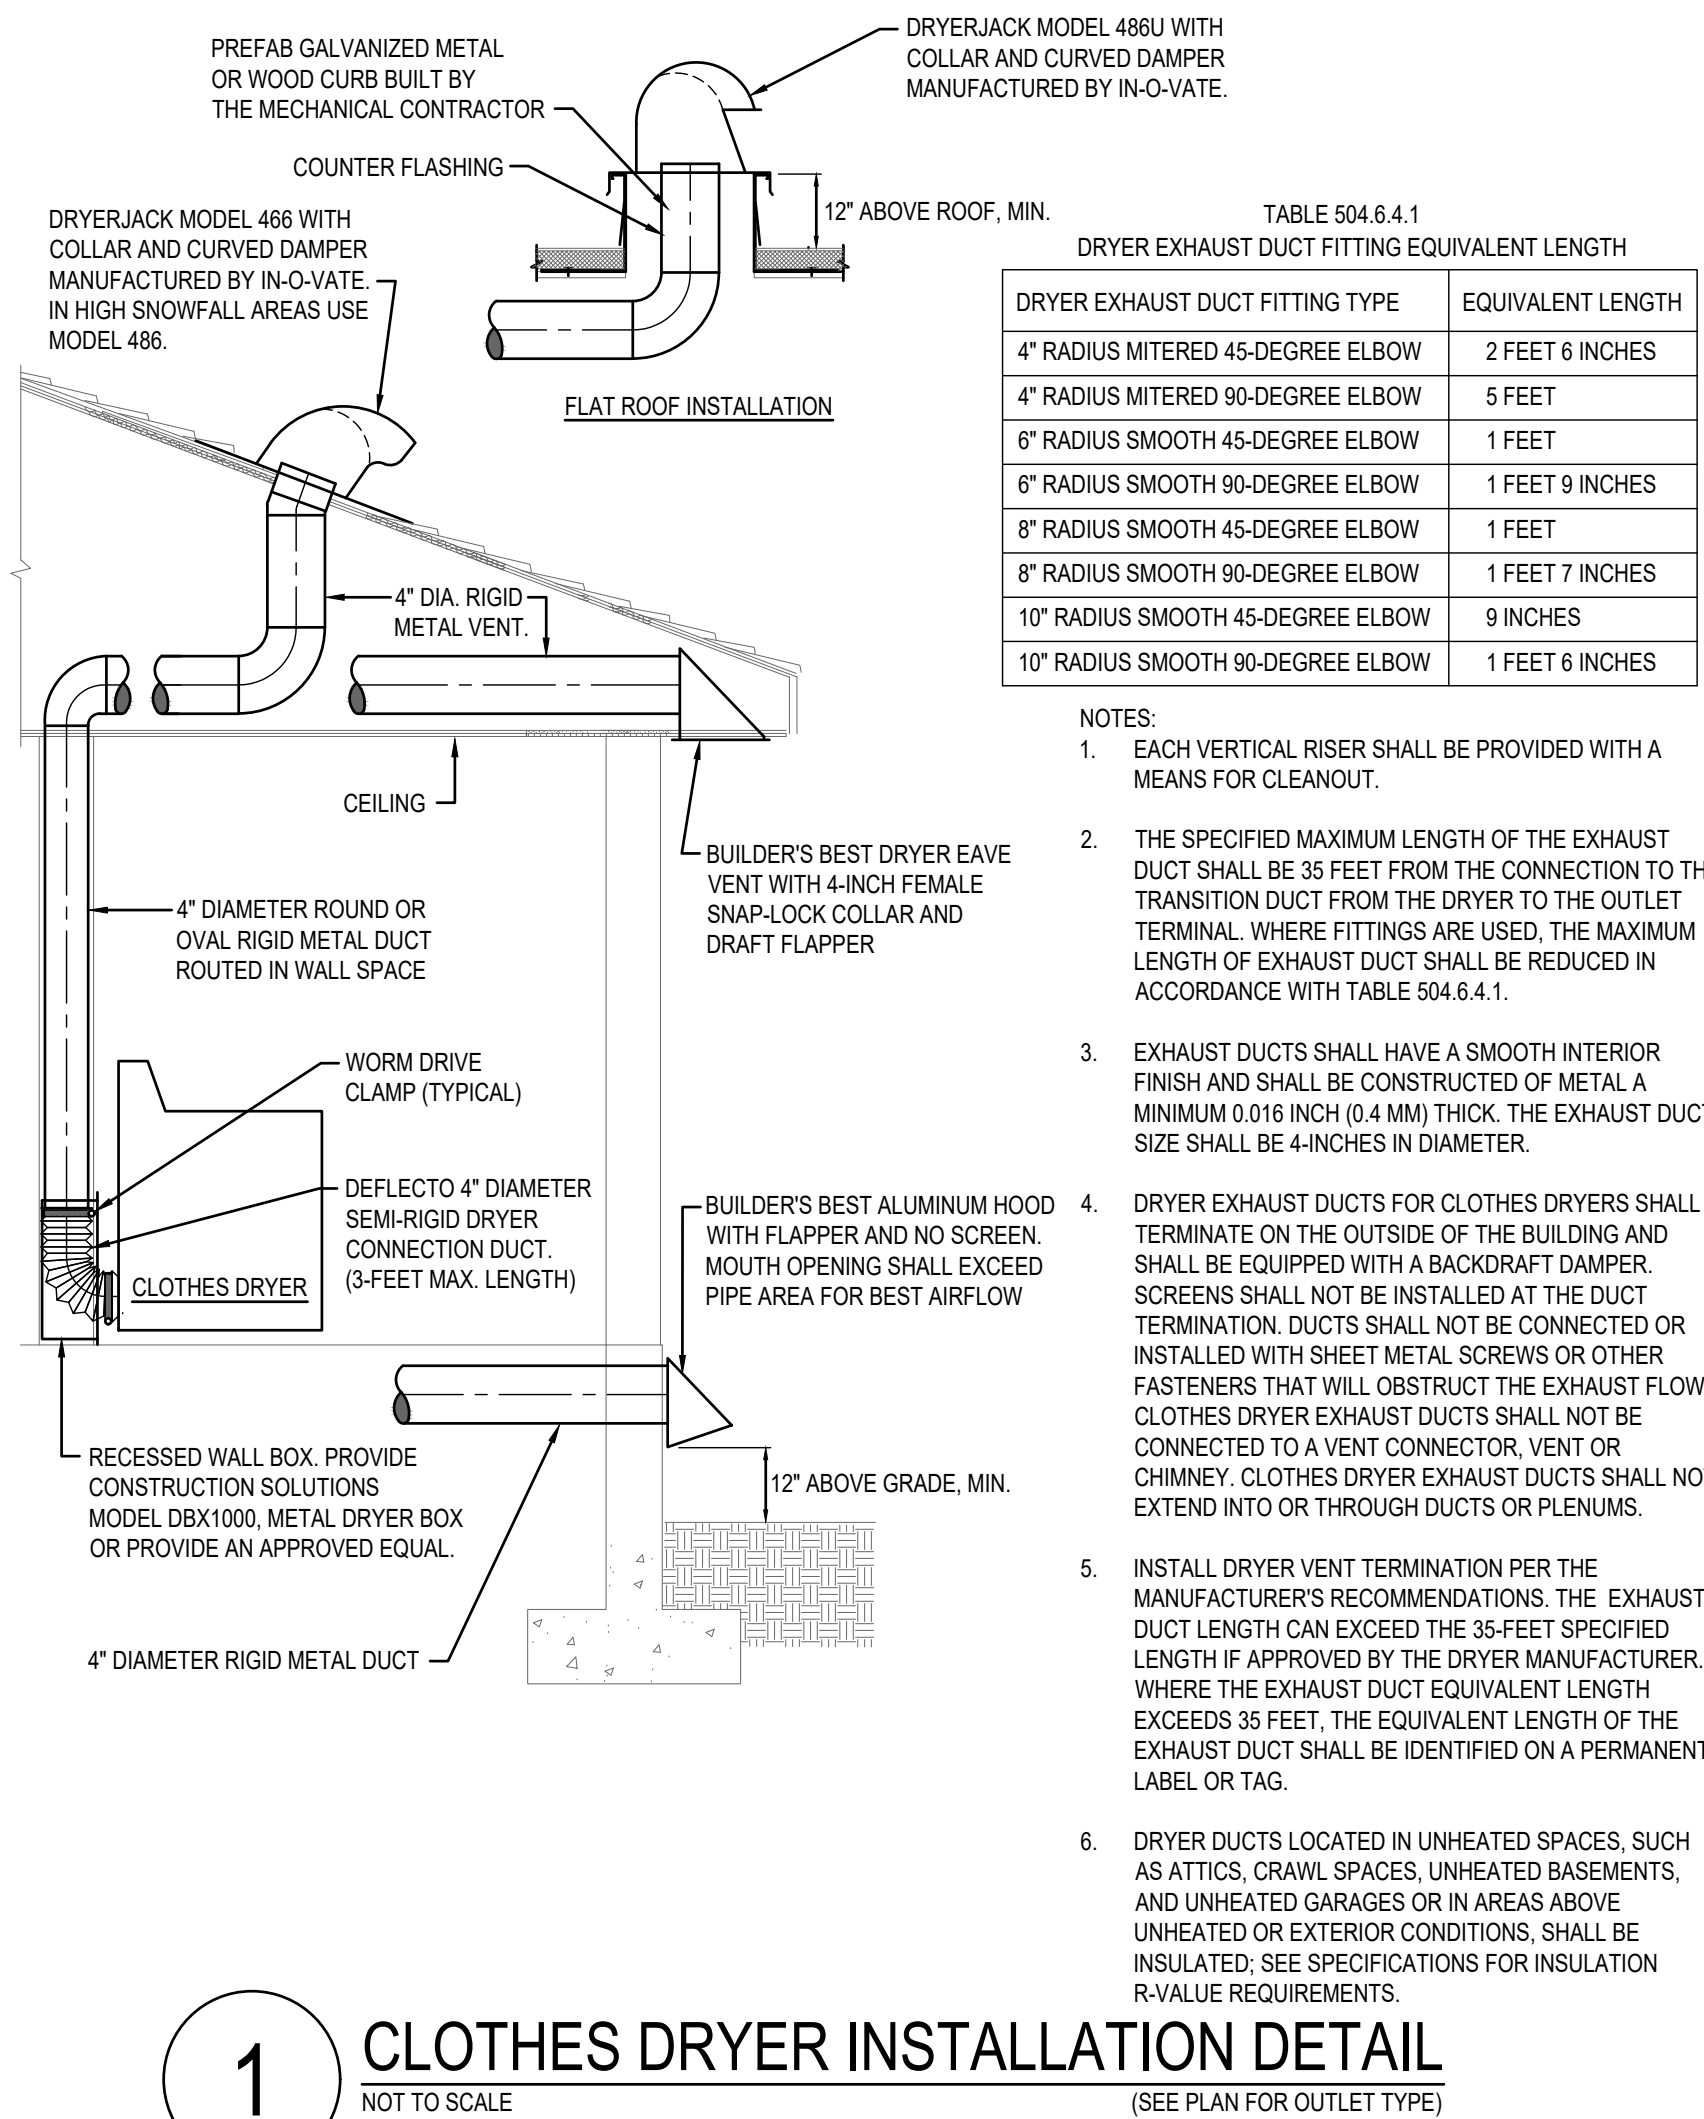 PREFAB GALVANIZED METAL
OR WOOD CURB BUILT BY
THE MECHANICAL CONTRACTOR
COUNTER FLASHING
DRYERJACK MODEL 486U WITH
COLLAR AND CURVED DAMPER
MANUFACTURED BY IN-O-VATE.
12" ABOVE ROOF, MIN.
FLAT ROOF INSTALLATION
DRYERJACK MODEL 466 WITH
COLLAR AND CURVED DAMPER
MANUFACTURED BY IN-O-VATE.
IN HIGH SNOWFALL AREAS USE
MODEL 486.
4" DIA. RIGID
METAL VENT.
CEILING
BUILDER'S BEST DRYER EAVE
VENT WITH 4-INCH FEMALE
SNAP-LOCK COLLAR AND
DRAFT FLAPPER
4" DIAMETER ROUND OR
OVAL RIGID METAL DUCT
ROUTED IN WALL SPACE
WORM DRIVE
CLAMP (TYPICAL)
DEFLECTO 4" DIAMETER
SEMI-RIGID DRYER
CONNECTION DUCT.
(3-FEET MAX. LENGTH)
CLOTHES DRYER
BUILDER'S BEST ALUMINUM HOOD
WITH FLAPPER AND NO SCREEN.
MOUTH OPENING SHALL EXCEED
PIPE AREA FOR BEST AIRFLOW
RECESSED WALL BOX. PROVIDE
CONSTRUCTION SOLUTIONS
MODEL DBX1000, METAL DRYER BOX
OR PROVIDE AN APPROVED EQUAL.
12" ABOVE GRADE, MIN.
4" DIAMETER RIGID METAL DUCT
TABLE 504.6.4.1
DRYER EXHAUST DUCT FITTING EQUIVALENT LENGTH
DRYER EXHAUST DUCT FITTING TYPE EQUIVALENT LENGTH
4" RADIUS MITERED 45-DEGREE ELBOW 2 FEET 6 INCHES
4" RADIUS MITERED 90-DEGREE ELBOW 5 FEET
6" RADIUS SMOOTH 45-DEGREE ELBOW 1 FEET
6" RADIUS SMOOTH 90-DEGREE ELBOW 1 FEET 9 INCHES
8" RADIUS SMOOTH 45-DEGREE ELBOW 1 FEET
8" RADIUS SMOOTH 90-DEGREE ELBOW 1 FEET 7 INCHES
10" RADIUS SMOOTH 45-DEGREE ELBOW 9 INCHES
10" RADIUS SMOOTH 90-DEGREE ELBOW 1 FEET 6 INCHES
NOTES:
1. EACH VERTICAL RISER SHALL BE PROVIDED WITH A
MEANS FOR CLEANOUT.
2. THE SPECIFIED MAXIMUM LENGTH OF THE EXHAUST
DUCT SHALL BE 35 FEET FROM THE CONNECTION TO TH
TRANSITION DUCT FROM THE DRYER TO THE OUTLET
TERMINAL. WHERE FITTINGS ARE USED, THE MAXIMUM
LENGTH OF EXHAUST DUCT SHALL BE REDUCED IN
ACCORDANCE WITH TABLE 504.6.4.1.
3. EXHAUST DUCTS SHALL HAVE A SMOOTH INTERIOR
FINISH AND SHALL BE CONSTRUCTED OF METAL A
MINIMUM 0.016 INCH (0.4 MM) THICK. THE EXHAUST DUCT
SIZE SHALL BE 4-INCHES IN DIAMETER.
4. DRYER EXHAUST DUCTS FOR CLOTHES DRYERS SHALL
TERMINATE ON THE OUTSIDE OF THE BUILDING AND
SHALL BE EQUIPPED WITH A BACKDRAFT DAMPER.
SCREENS SHALL NOT BE INSTALLED AT THE DUCT
TERMINATION. DUCTS SHALL NOT BE CONNECTED OR
INSTALLED WITH SHEET METAL SCREWS OR OTHER
FASTENERS THAT WILL OBSTRUCT THE EXHAUST FLOW
CLOTHES DRYER EXHAUST DUCTS SHALL NOT BE
CONNECTED TO A VENT CONNECTOR, VENT OR
CHIMNEY. CLOTHES DRYER EXHAUST DUCTS SHALL NOT
EXTEND INTO OR THROUGH DUCTS OR PLENUMS.
5. INSTALL DRYER VENT TERMINATION PER THE
MANUFACTURER'S RECOMMENDATIONS. THE EXHAUST
DUCT LENGTH CAN EXCEED THE 35-FEET SPECIFIED
LENGTH IF APPROVED BY THE DRYER MANUFACTURER.
WHERE THE EXHAUST DUCT EQUIVALENT LENGTH
EXCEEDS 35 FEET, THE EQUIVALENT LENGTH OF THE
EXHAUST DUCT SHALL BE IDENTIFIED ON A PERMANENT
LABEL OR TAG.
6. DRYER DUCTS LOCATED IN UNHEATED SPACES, SUCH
AS ATTICS, CRAWL SPACES, UNHEATED BASEMENTS,
AND UNHEATED GARAGES OR IN AREAS ABOVE
UNHEATED OR EXTERIOR CONDITIONS, SHALL BE
INSULATED; SEE SPECIFICATIONS FOR INSULATION
R-VALUE REQUIREMENTS.
1
CLOTHES DRYER INSTALLATION DETAIL
NOT TO SCALE (SEE PLAN FOR OUTLET TYPE)